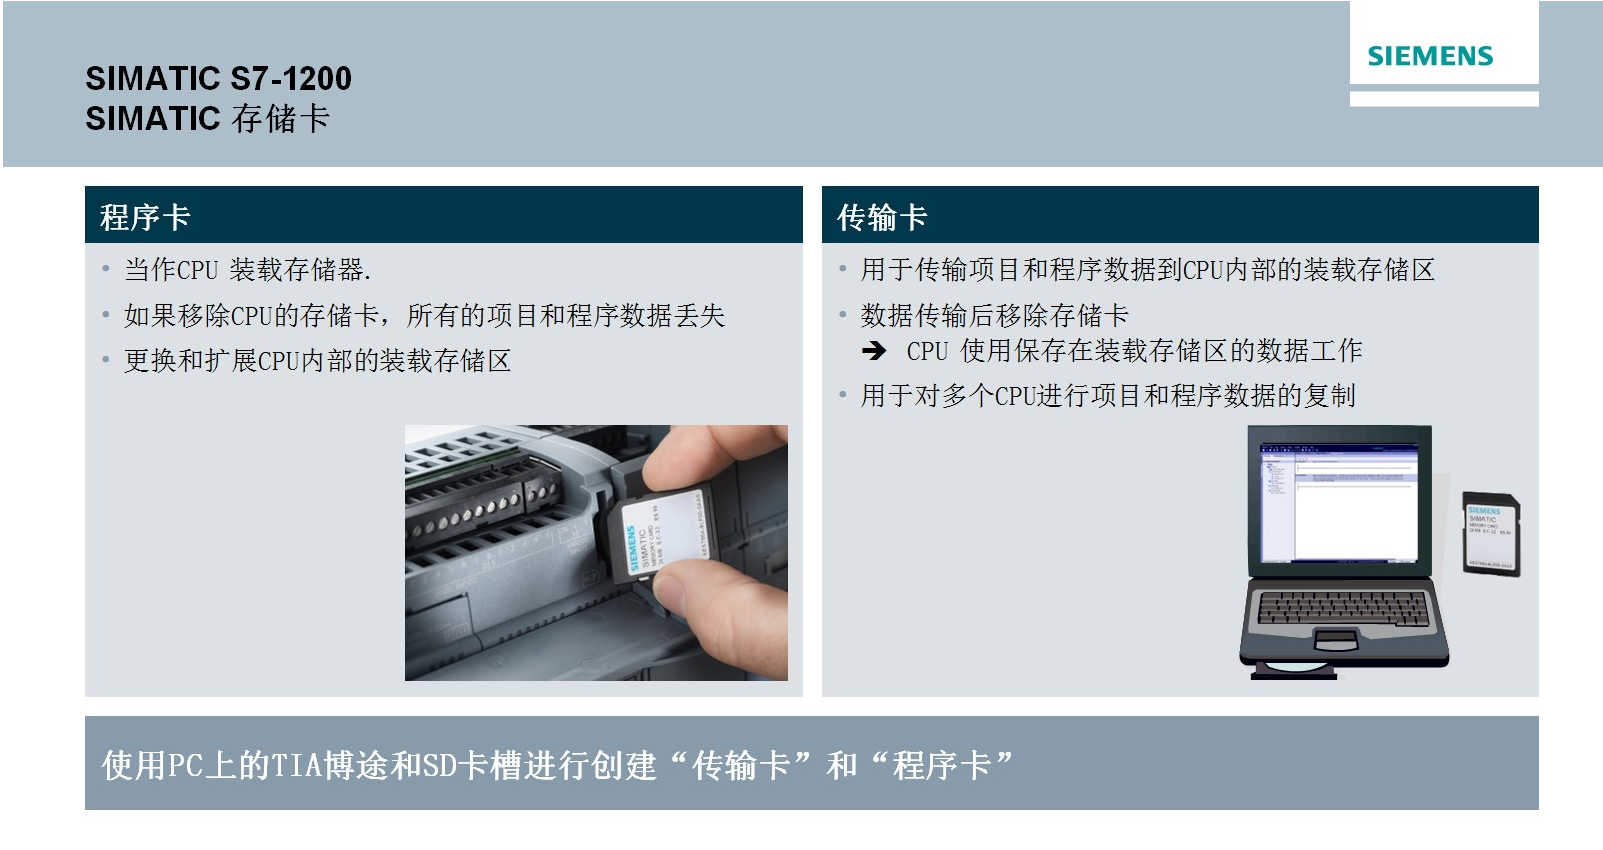 SIEMENS
SIMATIC S7-1200
SIMATIC 存储卡
程序卡
• 当作CPU 装载存储器.
• 如果移除CPU的存储卡，所有的项目和程序数据丢失
• 更换和扩展CPU内部的装载存储区
SIEMENS
SIMATIC
MEMORY CARD
传输卡
• 用于传输项目和程序数据到CPU内部的装载存储区
• 数据传输后移除存储卡
➔ CPU 使用保存在装载存储区的数据工作
• 用于对多个CPU进行项目和程序数据的复制
SIEMENS
SIMATIC
MEMORY CARD
使用PC上的TIA博途和SD卡槽进行创建“传输卡”和“程序卡”